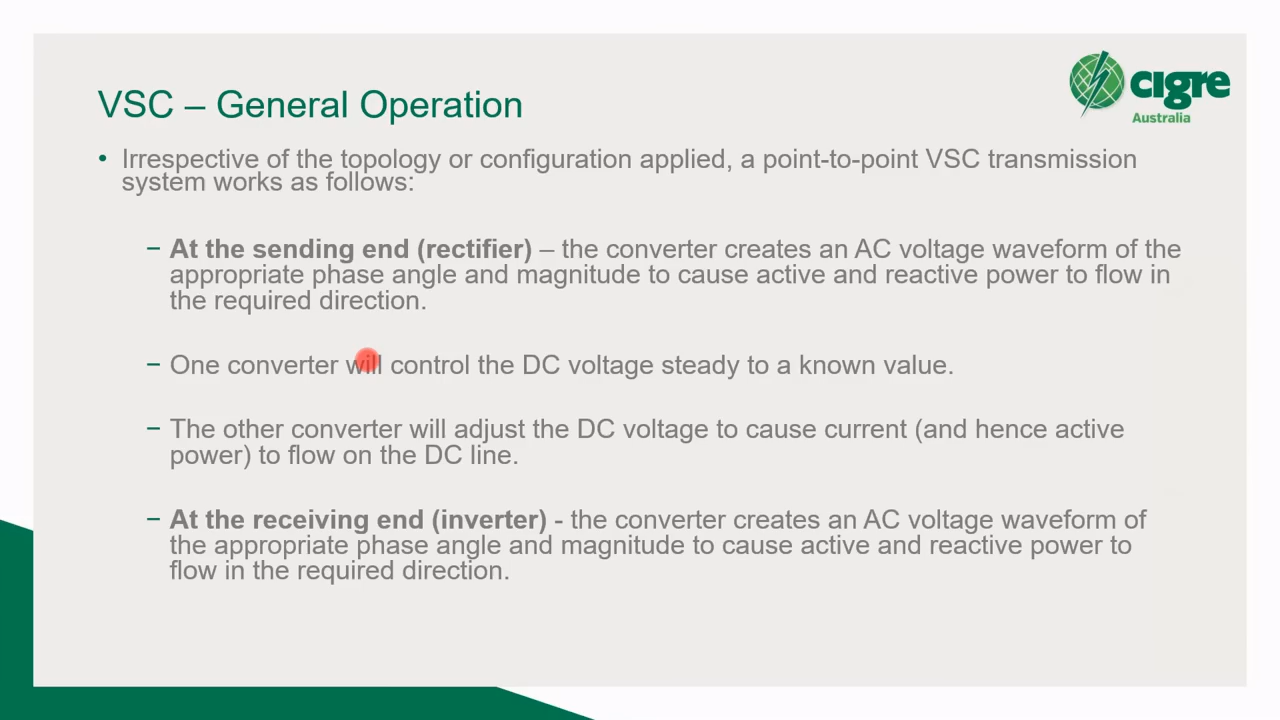 cigre
Australia
VSC – General Operation
• Irrespective of the topology or configuration applied, a point-to-point VSC transmission
system works as follows:
– At the sending end (rectifier) – the converter creates an AC voltage waveform of the
appropriate phase angle and magnitude to cause active and reactive power to flow in
the required direction.
– One converter will control the DC voltage steady to a known value.
– The other converter will adjust the DC voltage to cause current (and hence active
power) to flow on the DC line.
– At the receiving end (inverter) - the converter creates an AC voltage waveform of
the appropriate phase angle and magnitude to cause active and reactive power to
flow in the required direction.